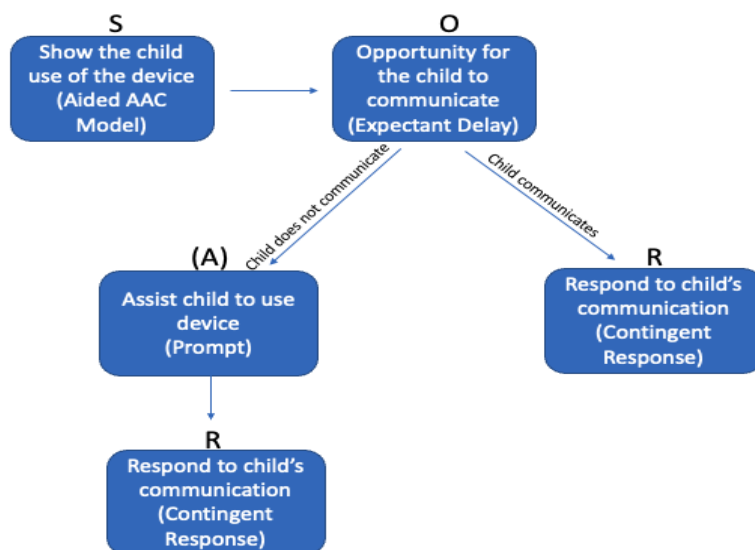 S
Show the child
use of the device
(Aided AAC
Model)
O
Opportunity for
the child to
communicate
(Expectant Delay)
Child does not communicate
Child communicates
(A)
Assist child to use
device
(Prompt)
R
Respond to child's
communication
(Contingent
Response)
R
Respond to child's
communication
(Contingent
Response)